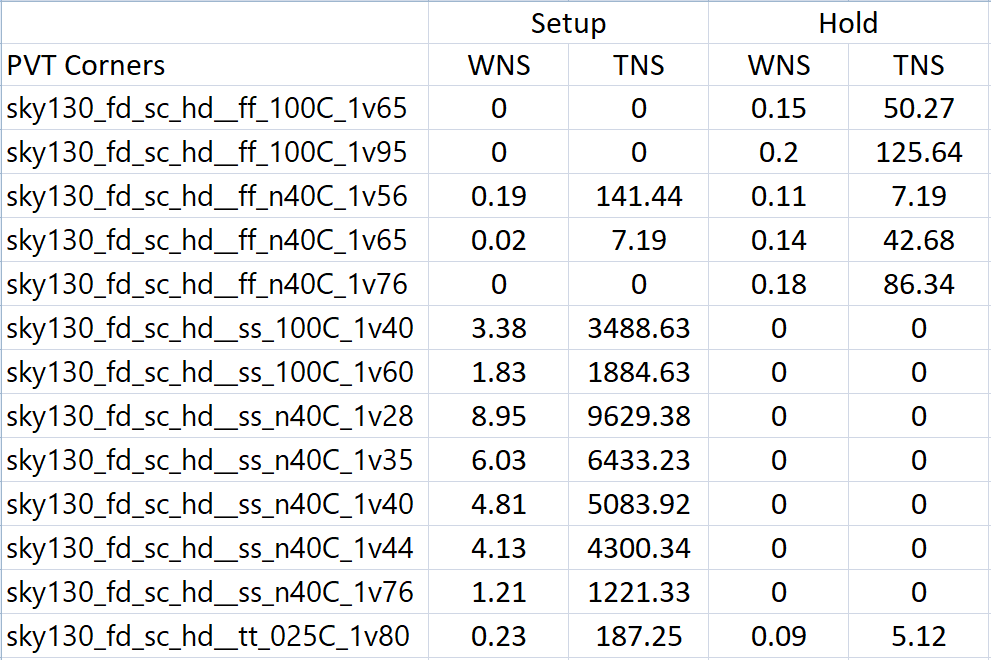 Setup Hold
PVT Corners WNS TNS WNS TNS
sky130_fd_sc_hd__ff_100C_1v65 0 0 0.15 50.27
sky130_fd_sc_hd__ff_100C_1v95 0 0 0.2 125.64
sky130_fd_sc_hd__ff_n40C_1v56 0.19 141.44 0.11 7.19
sky130_fd_sc_hd__ff_n40C_1v65 0.02 7.19 0.14 42.68
sky130_fd_sc_hd__ff_n40C_1v76 0 0 0.18 86.34
sky130_fd_sc_hd__ss_100C_1v40 3.38 3488.63 0 0
sky130_fd_sc_hd__ss_100C_1v60 1.83 1884.63 0 0
sky130_fd_sc_hd__ss_n40C_1v28 8.95 9629.38 0 0
sky130_fd_sc_hd__ss_n40C_1v35 6.03 6433.23 0 0
sky130_fd_sc_hd__ss_n40C_1v40 4.81 5083.92 0 0
sky130_fd_sc_hd__ss_n40C_1v44 4.13 4300.34 0 0
sky130_fd_sc_hd__ss_n40C_1v76 1.21 1221.33 0 0
sky130_fd_sc_hd__tt_025C_1v80 0.23 187.25 0.09 5.12